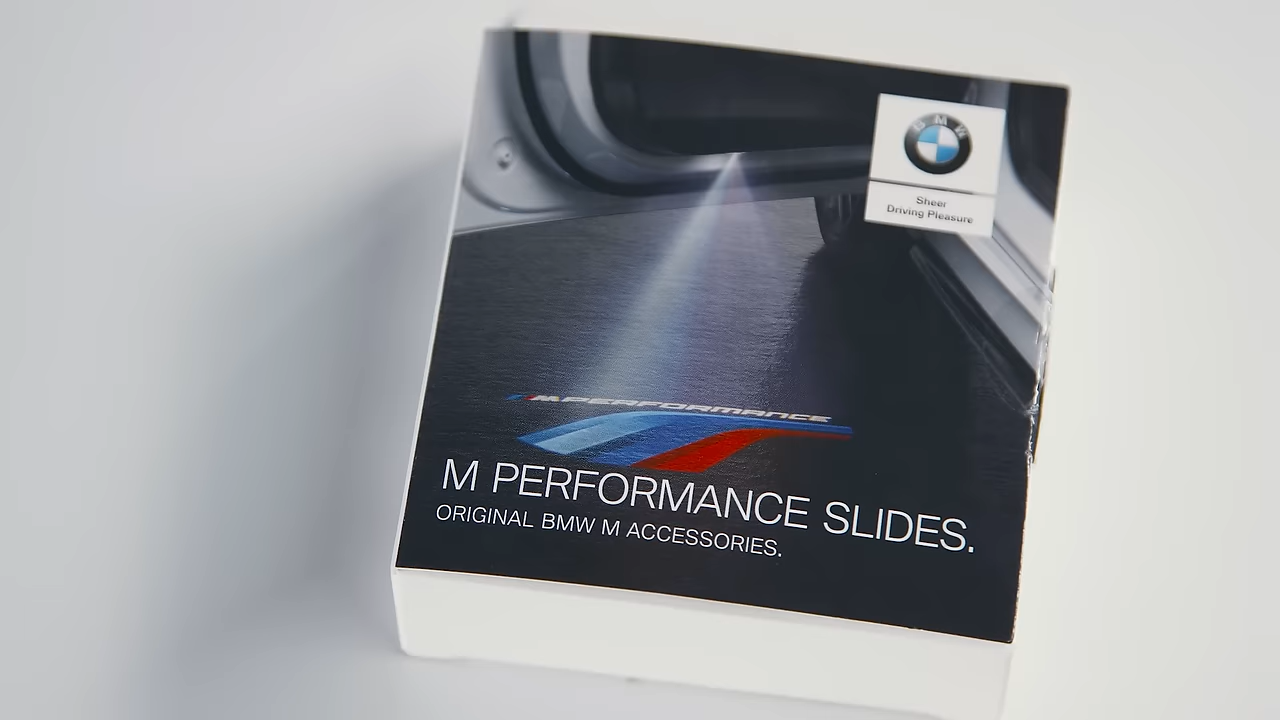 BMW
Sheer
Driving Pleasure
M PERFORMANCE
M PERFORMANCE SLIDES.
ORIGINAL BMW M ACCESSORIES.